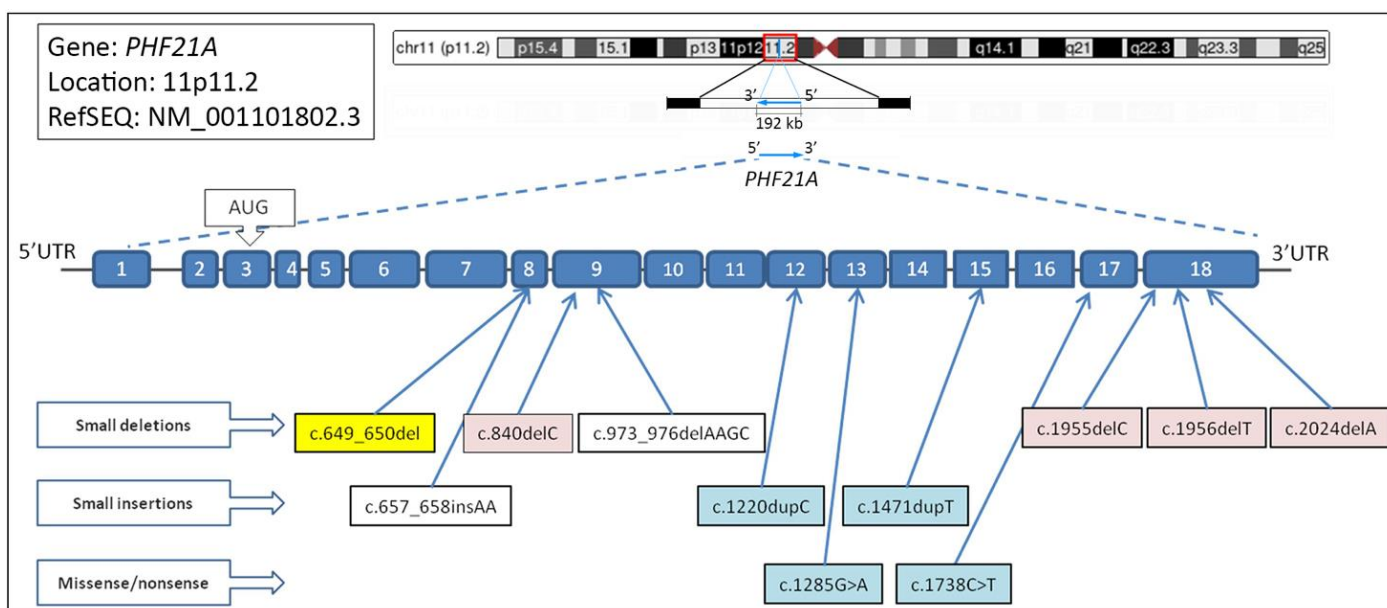 Gene: PHF21A
Location: 11p11.2
RefSEQ: NM_001101802.3
chr11 (p11.2) p15.4 15.1 p13 11p12 11.2 q14.1 q21 q22.3 q23.3 q25
3’ 5’
192 kb
5’ 3’
PHF21A
AUG
5’UTR 3’UTR
1 2 3 4 5 6 7 8 9 10 11 12 13 14 15 16 17 18
Small deletions c.649_650del c.840delC c.973_976delAAGC c.1955delC c.1956delT c.2024delA
Small insertions c.657_658insAA c.1220dupC c.1471dupT
Missense/nonsense c.1285G>A c.1738C>T